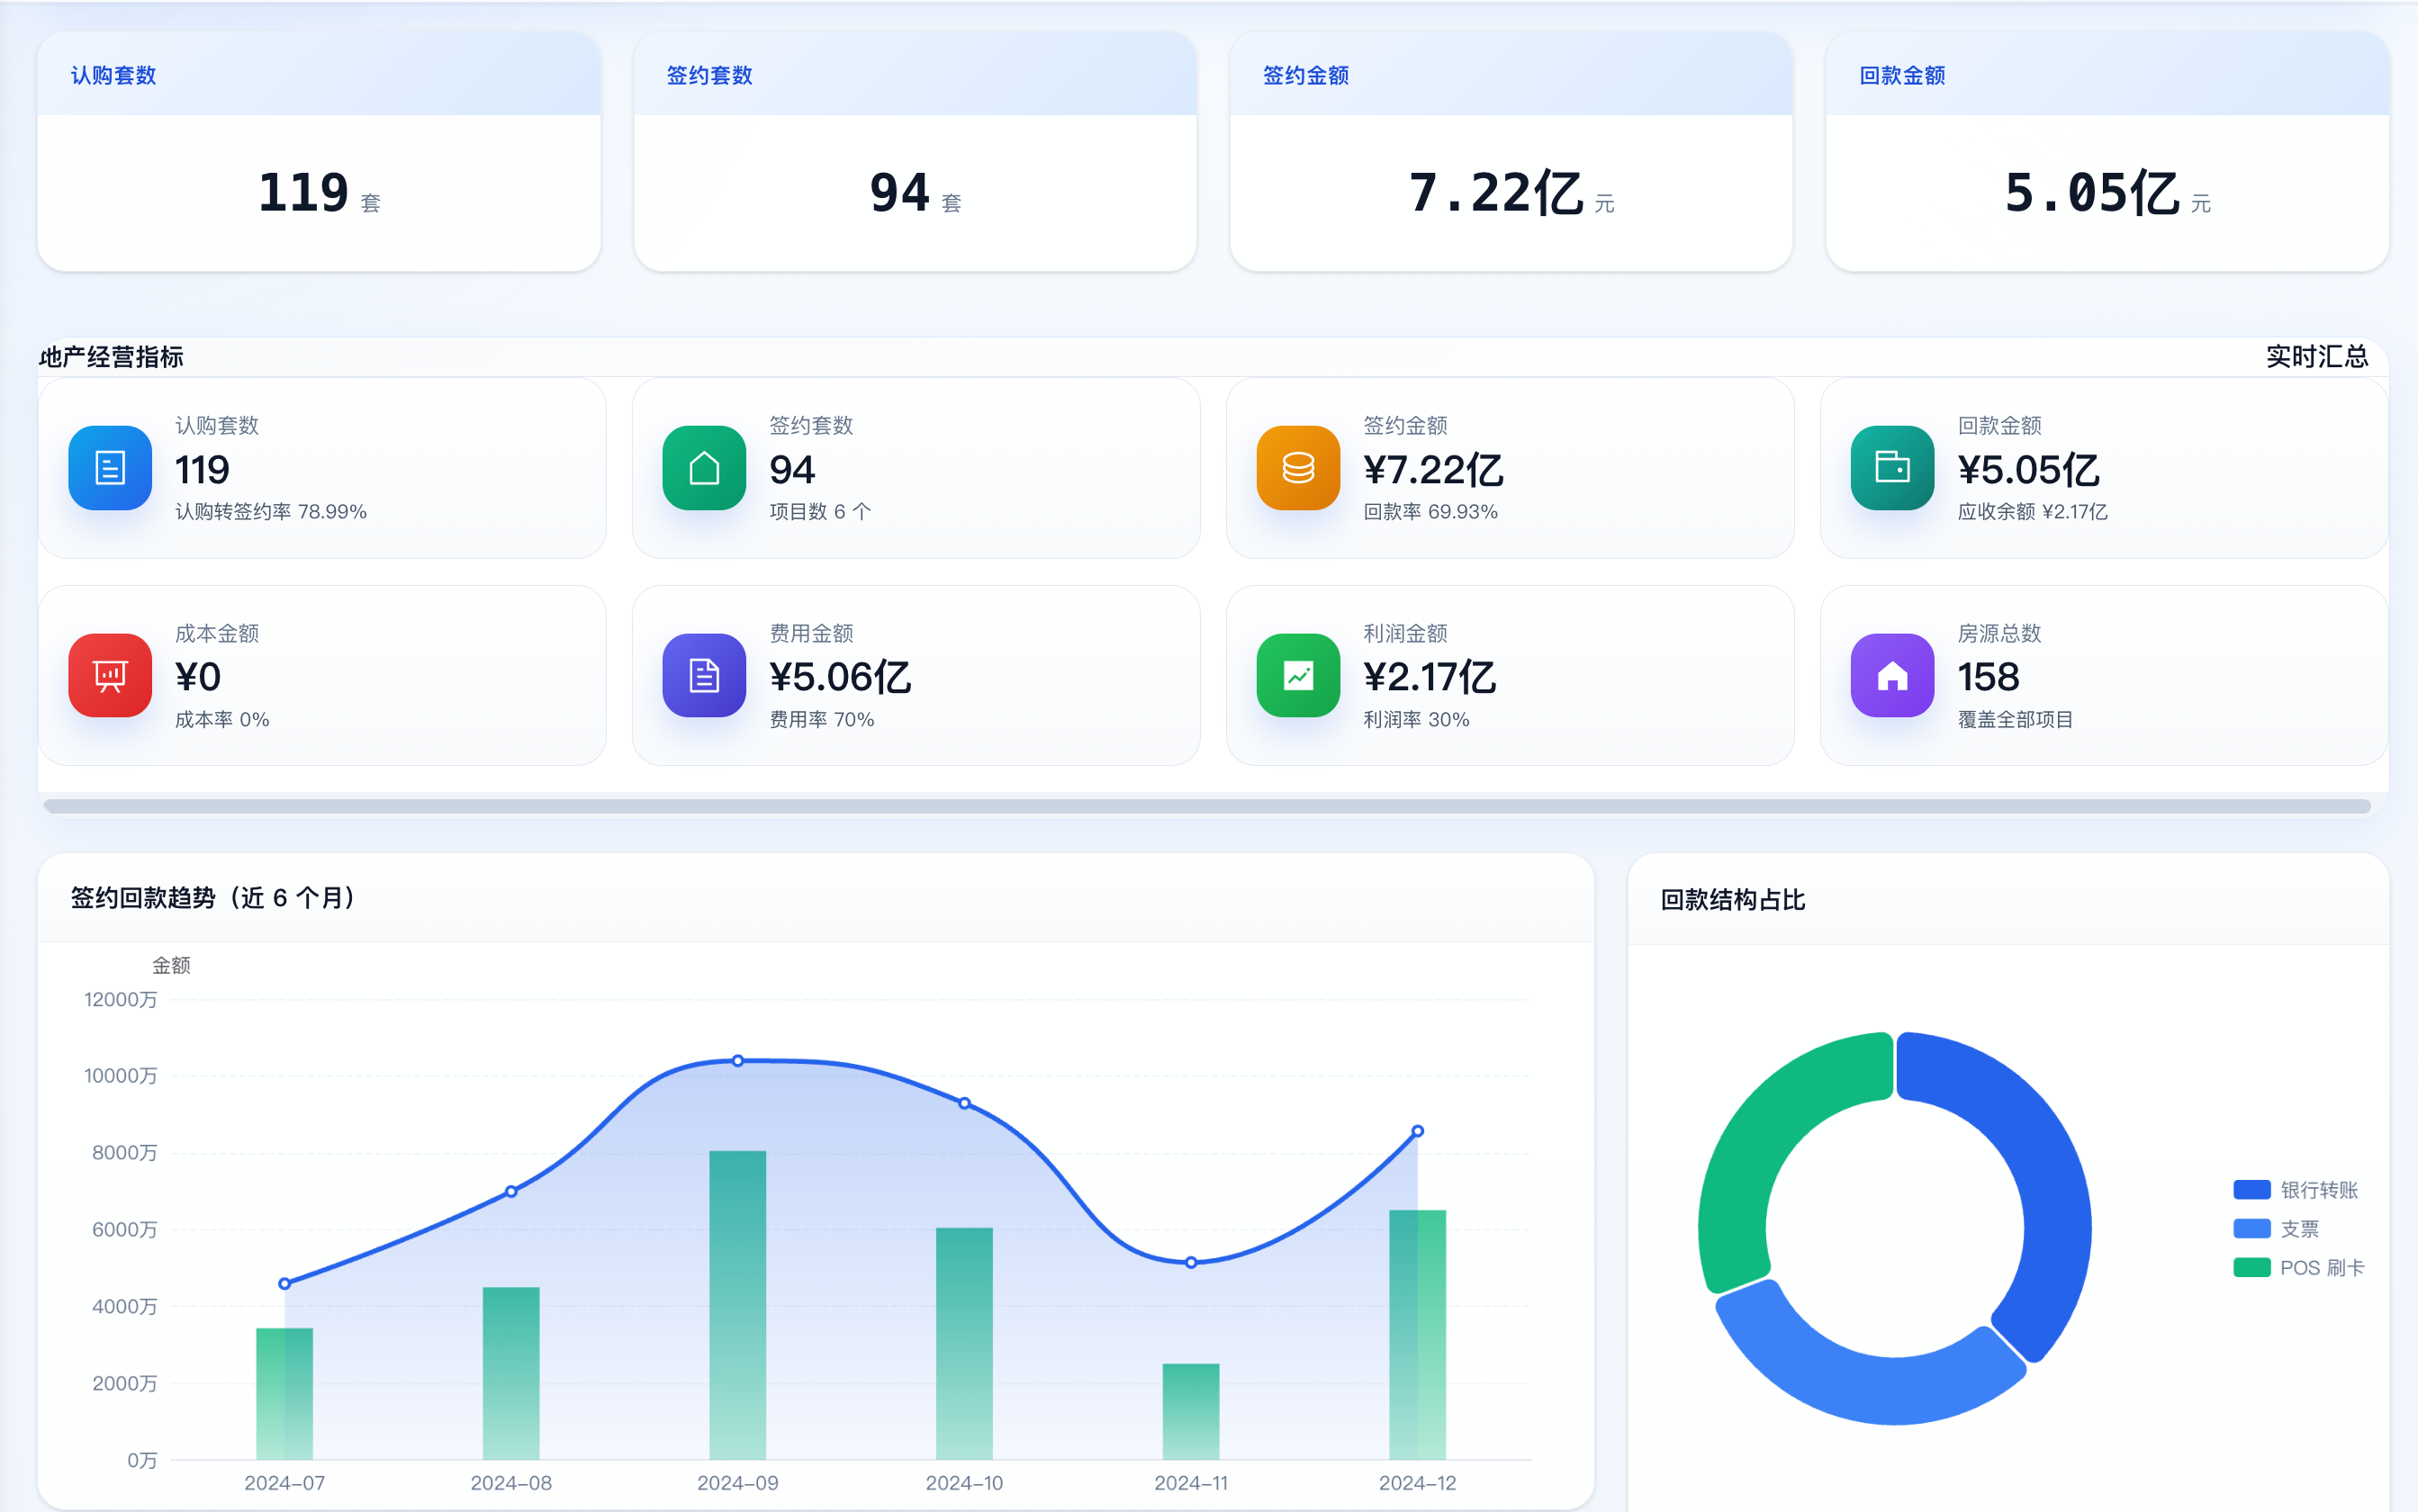 认购套数
119 套
签约套数
94 套
签约金额
7.22亿 元
回款金额
5.05亿 元
地产经营指标
实时汇总
认购套数
119
认购转签约率 78.99%
签约套数
94
项目数 6 个
签约金额
¥7.22亿
回款率 69.93%
回款金额
¥5.05亿
应收余额 ¥2.17亿
成本金额
¥0
成本率 0%
费用金额
¥5.06亿
费用率 70%
利润金额
¥2.17亿
利润率 30%
房源总数
158
覆盖全部项目
签约回款趋势（近 6 个月）
金额
12000万
10000万
8000万
6000万
4000万
2000万
0万
2024-07
2024-08
2024-09
2024-10
2024-11
2024-12
回款结构占比
银行转账
支票
POS 刷卡